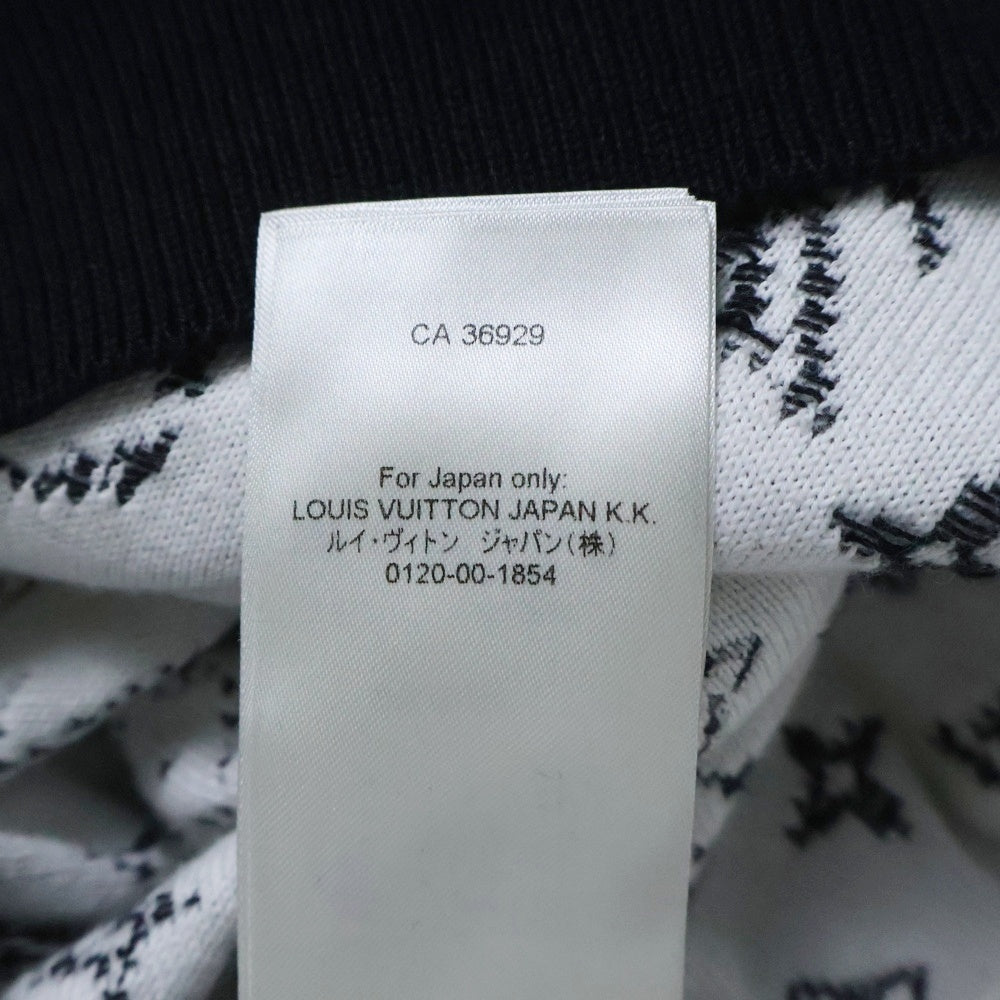 CA 36929
For Japan only:
LOUIS VUITTON JAPAN K.K.
ルイ・ヴィトン　ジャパン(株)
0120-00-1854